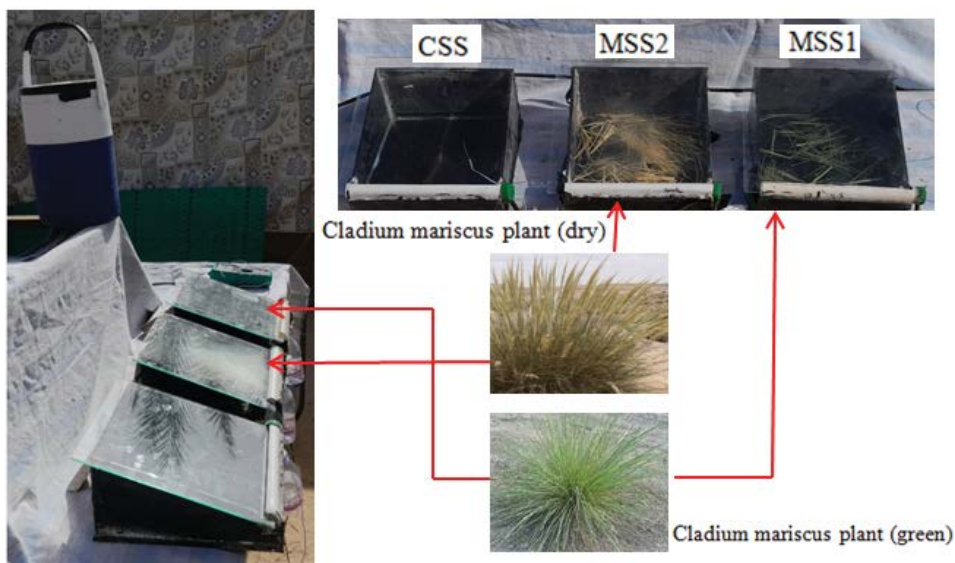 CSS
MSS2
MSS1
Cladium mariscus plant (dry)
Cladium mariscus plant (green)